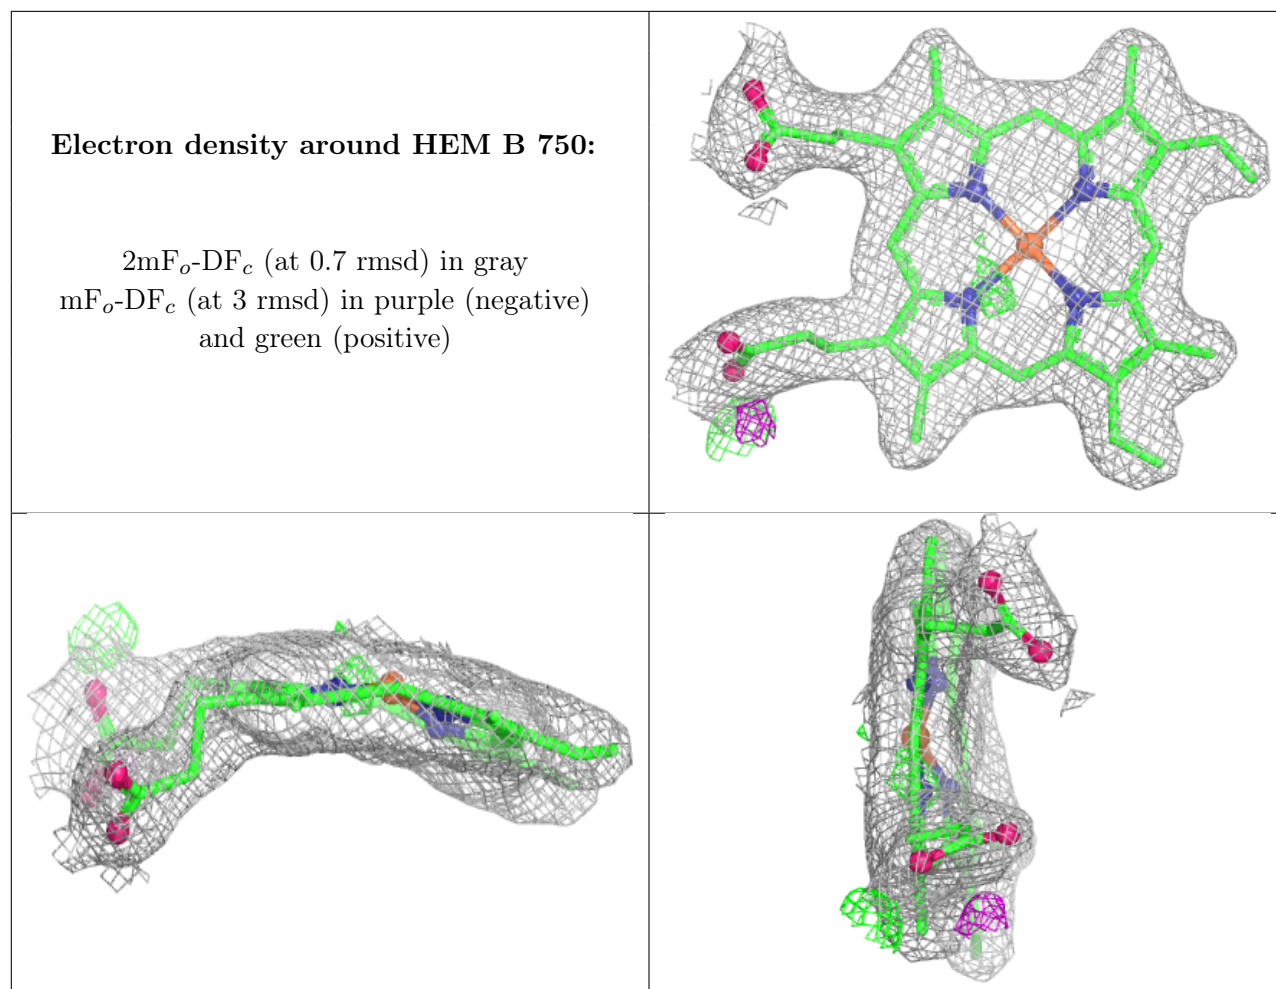 Electron density around HEM B 750:
2mFₒ-DF𝒸 (at 0.7 rmsd) in gray
mFₒ-DF𝒸 (at 3 rmsd) in purple (negative)
and green (positive)